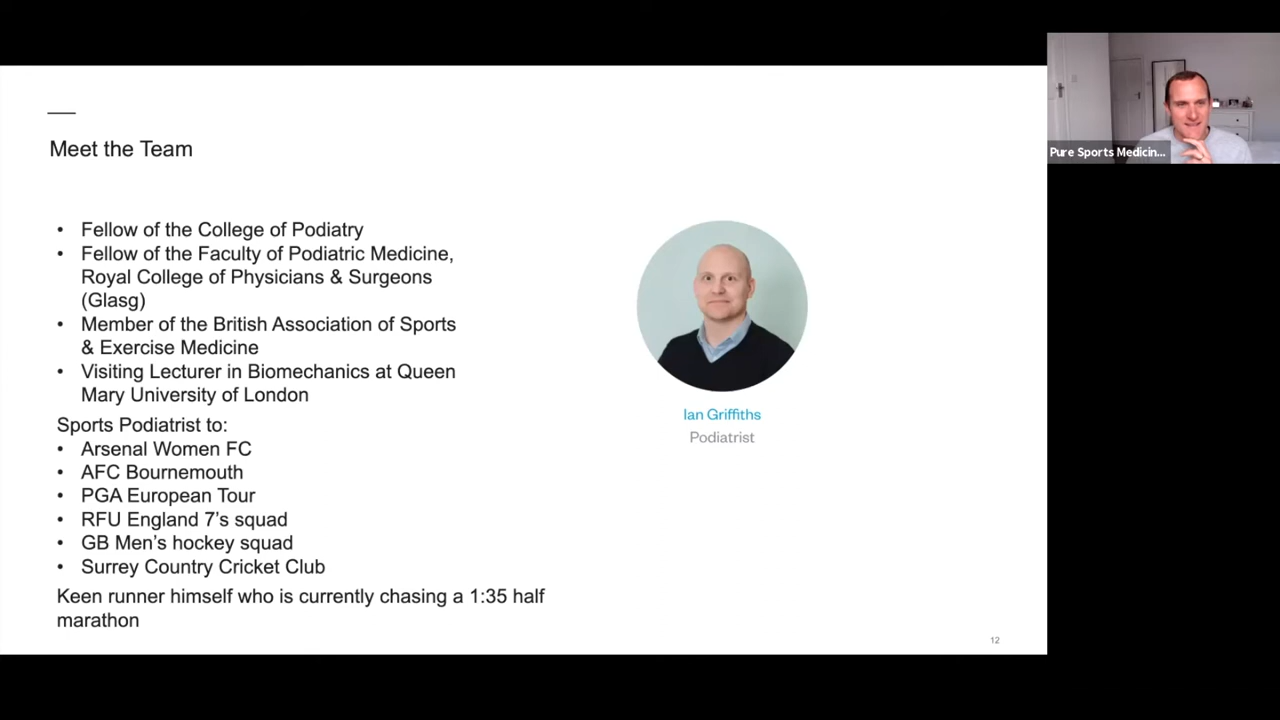 Meet the Team
• Fellow of the College of Podiatry
• Fellow of the Faculty of Podiatric Medicine,
Royal College of Physicians & Surgeons
(Glasg)
• Member of the British Association of Sports
& Exercise Medicine
• Visiting Lecturer in Biomechanics at Queen
Mary University of London
Sports Podiatrist to:
• Arsenal Women FC
• AFC Bournemouth
• PGA European Tour
• RFU England 7’s squad
• GB Men’s hockey squad
• Surrey Country Cricket Club
Keen runner himself who is currently chasing a 1:35 half
marathon
Ian Griffiths
Podiatrist
12
Pure Sports Medicin...